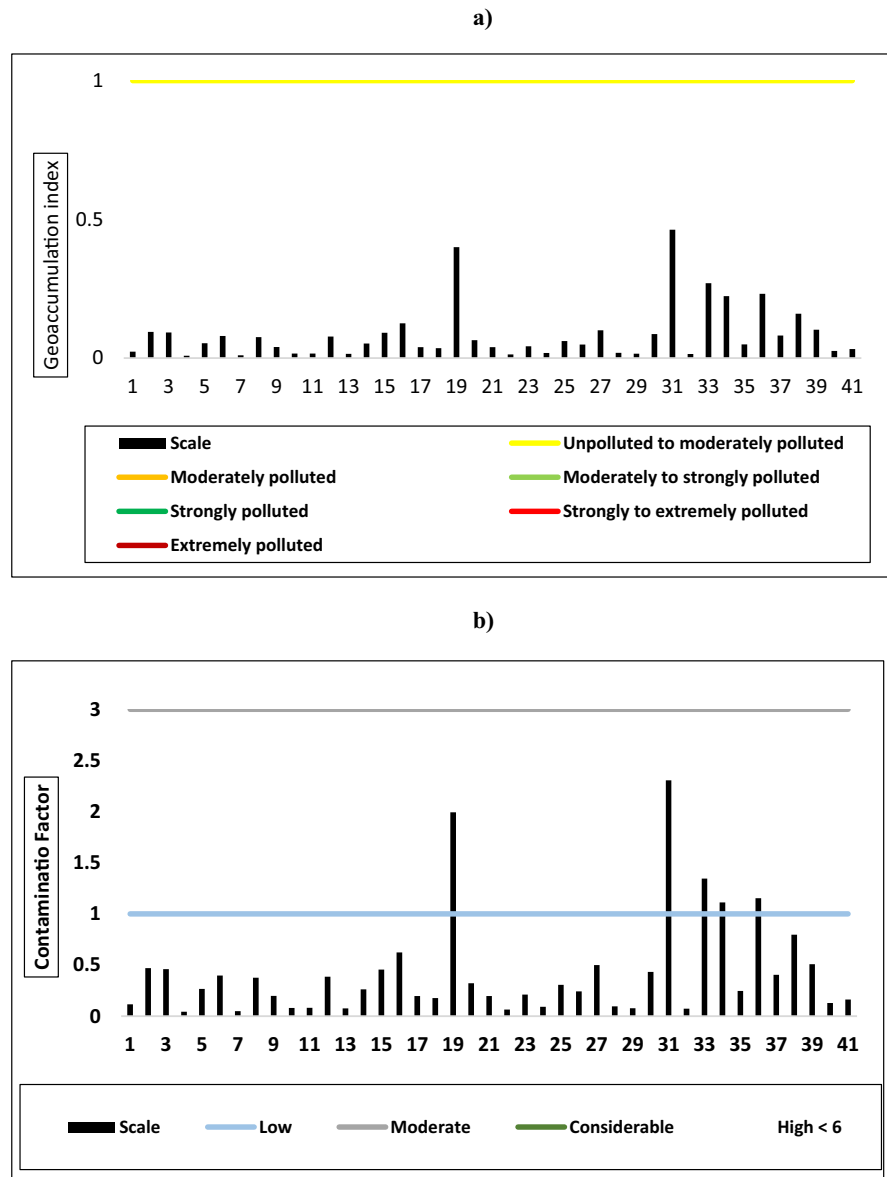 a)
1
0.5
0
Geoaccumulation index
1 3 5 7 9 11 13 15 17 19 21 23 25 27 29 31 33 35 37 39 41
Scale
Unpolluted to moderately polluted
Moderately polluted
Moderately to strongly polluted
Strongly polluted
Strongly to extremely polluted
Extremely polluted
b)
3
2.5
2
1.5
1
0.5
0
Contaminatio Factor
1 3 5 7 9 11 13 15 17 19 21 23 25 27 29 31 33 35 37 39 41
Scale Low Moderate Considerable High < 6